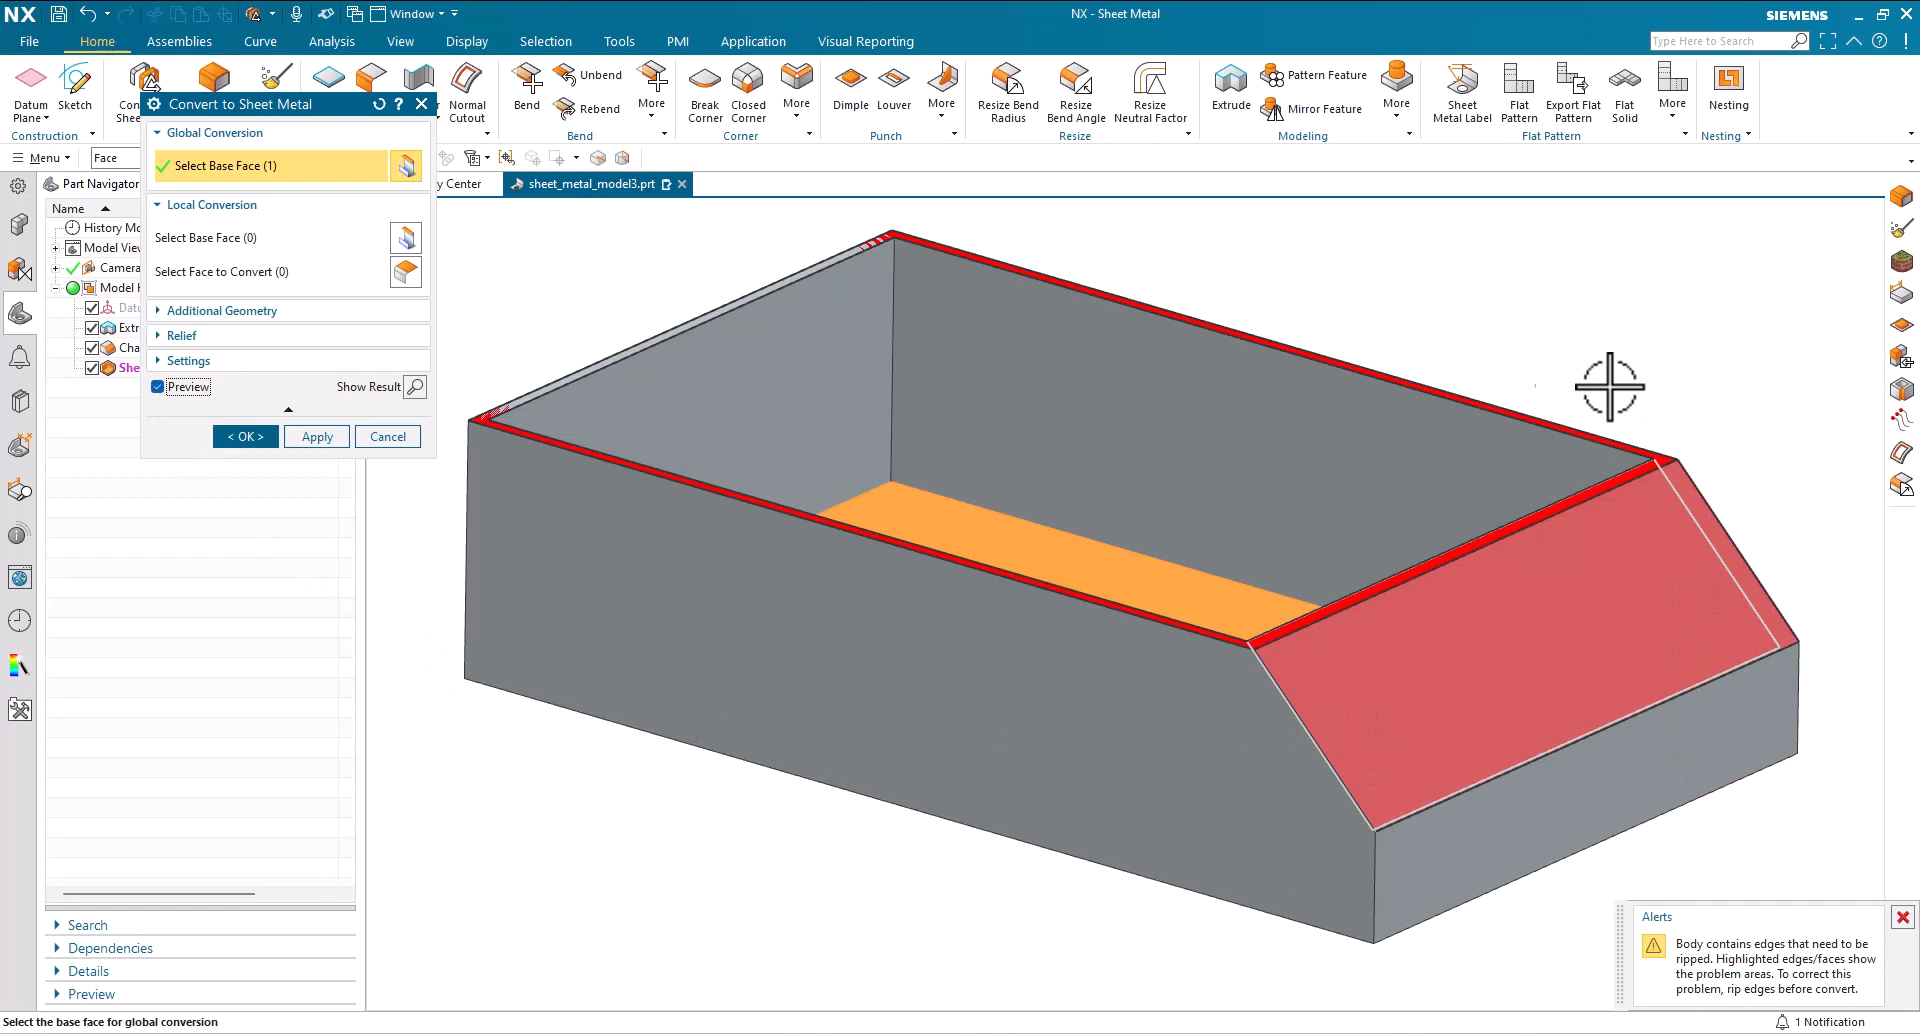 NX
Window
NX - Sheet Metal
SIEMENS
File
Home
Assemblies
Curve
Analysis
View
Display
Selection
Tools
PMI
Application
Visual Reporting
Type Here to Search
Datum
Plane
Sketch
Construction
Normal
Cutout
Bend
Unbend
Rebend
More
Bend
Break
Corner
Closed
Corner
More
Corner
Dimple
Louver
More
Punch
Resize Bend
Radius
Resize
Bend Angle
Resize
Neutral Factor
Resize
Extrude
Pattern Feature
Mirror Feature
More
Modeling
Sheet
Metal Label
Flat
Pattern
Export Flat
Pattern
Flat
Solid
More
Flat Pattern
Nesting
Nesting
Menu
Face
Convert to Sheet Metal
Global Conversion
Select Base Face (1)
Local Conversion
Select Base Face (0)
Select Face to Convert (0)
Additional Geometry
Relief
Settings
Preview
Show Result
< OK >
Apply
Cancel
y Center
sheet_metal_model3.prt
Part Navigator
Name
History Mo
Model View
Camera
Model H
Datu
Extr
Cha
She
Search
Dependencies
Details
Preview
Alerts
Body contains edges that need to be
ripped. Highlighted edges/faces show
the problem areas. To correct this
problem, rip edges before convert.
Select the base face for global conversion
1 Notification